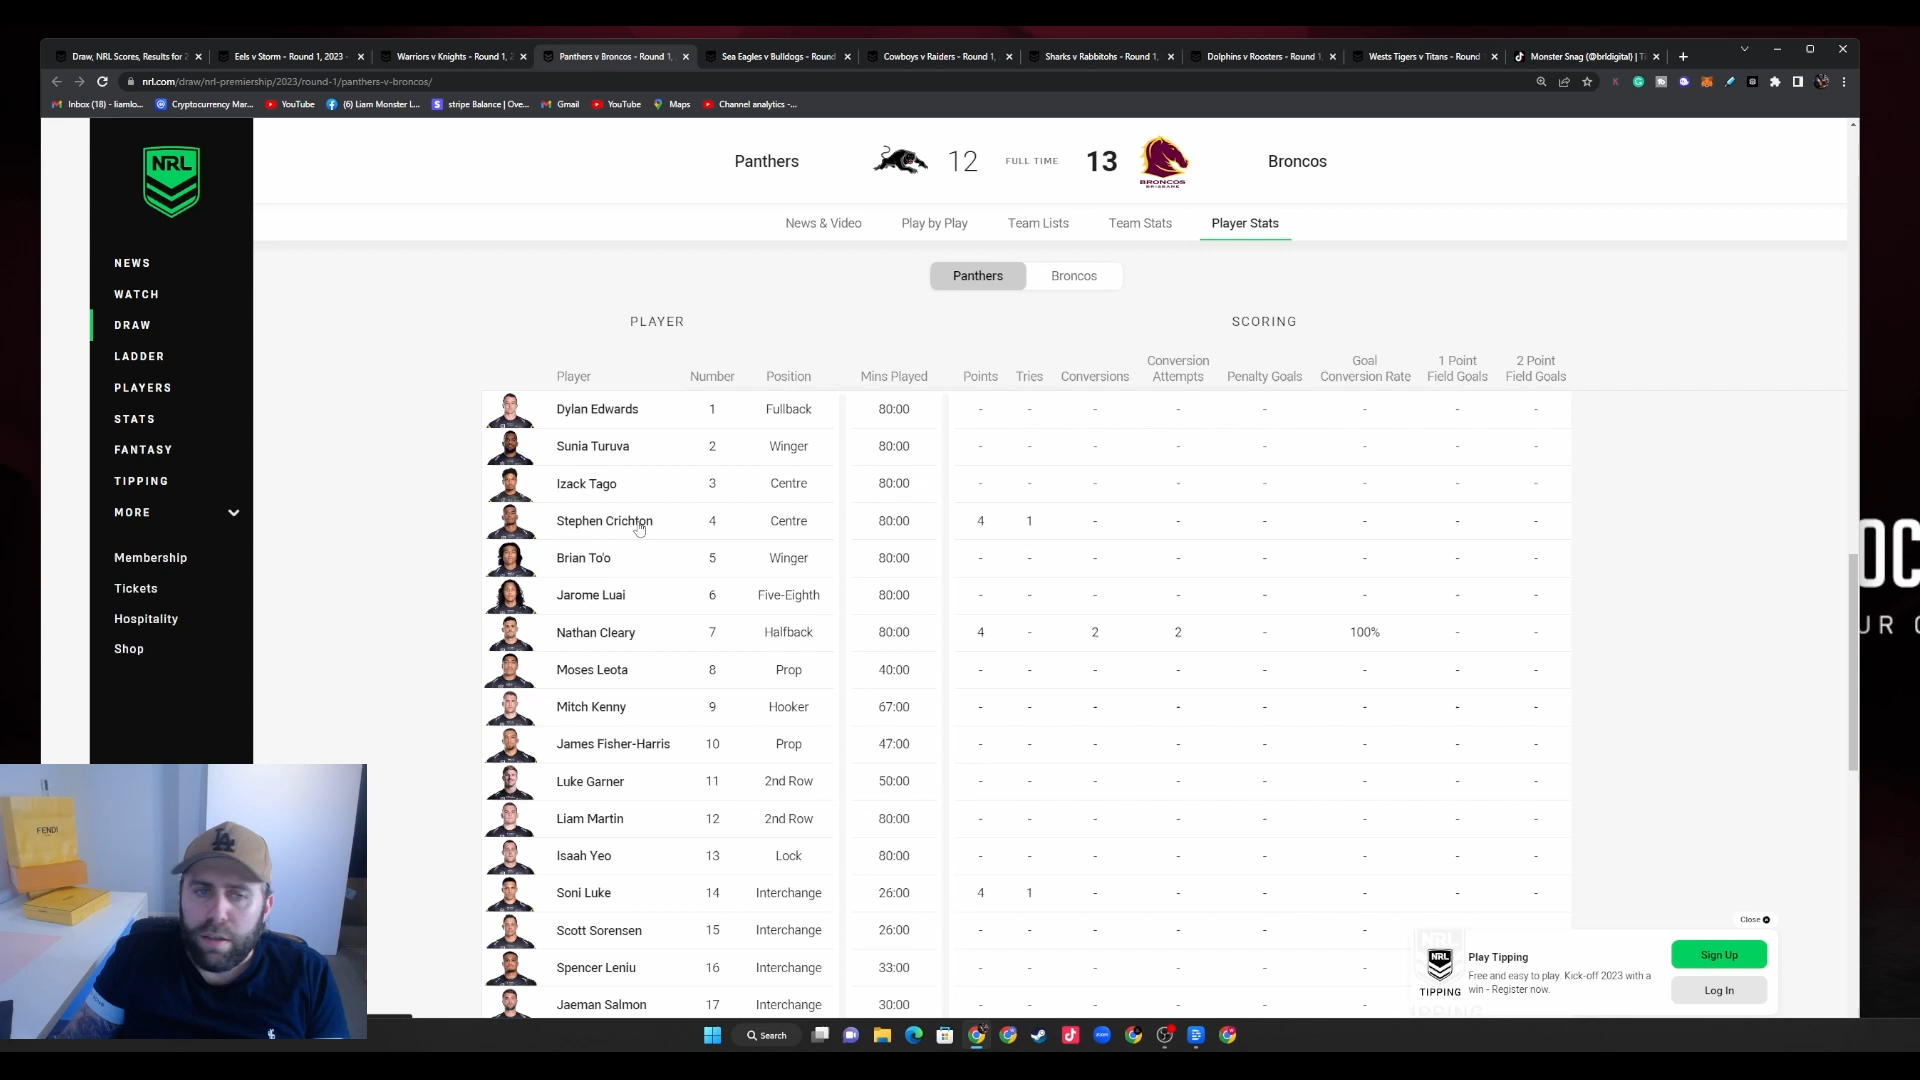 Draw, NRL Scores, Results for 2
Eels v Storm - Round 1, 2023 -
Warriors v Knights - Round 1, 2
Panthers v Broncos - Round 1,
Sea Eagles v Bulldogs - Round
Cowboys v Raiders - Round 1,
Sharks v Rabbitohs - Round 1,
Dolphins v Roosters - Round 1
Wests Tigers v Titans - Round
Monster Snag (@brldigital) | Ti
nrl.com/draw/nrl-premiership/2023/round-1/panthers-v-broncos/
Inbox (18) - liamlo...
Cryptocurrency Mar...
YouTube
(6) Liam Monster L...
stripe Balance | Ove...
Gmail
YouTube
Maps
Channel analytics -...
NRL
Panthers 12 FULL TIME 13 Broncos
BRONCOS
BRISBANE
News & Video Play by Play Team Lists Team Stats Player Stats
Panthers Broncos
NEWS
WATCH
DRAW
LADDER
PLAYERS
STATS
FANTASY
TIPPING
MORE
Membership
Tickets
Hospitality
Shop
PLAYER SCORING
Player Number Position Mins Played Points Tries Conversions Conversion Attempts Penalty Goals Goal Conversion Rate 1 Point Field Goals 2 Point Field Goals
Dylan Edwards 1 Fullback 80:00 - - - - - - - -
Sunia Turuva 2 Winger 80:00 - - - - - - - -
Izack Tago 3 Centre 80:00 - - - - - - - -
Stephen Crichton 4 Centre 80:00 4 1 - - - - - -
Brian To'o 5 Winger 80:00 - - - - - - - -
Jarome Luai 6 Five-Eighth 80:00 - - - - - - - -
Nathan Cleary 7 Halfback 80:00 4 - 2 2 - 100% - -
Moses Leota 8 Prop 40:00 - - - - - - - -
Mitch Kenny 9 Hooker 67:00 - - - - - - - -
James Fisher-Harris 10 Prop 47:00 - - - - - - - -
Luke Garner 11 2nd Row 50:00 - - - - - - - -
Liam Martin 12 2nd Row 80:00 - - - - - - - -
Isaah Yeo 13 Lock 80:00 - - - - - - - -
Soni Luke 14 Interchange 26:00 4 1 - - - - - -
Scott Sorensen 15 Interchange 26:00 - - - - - - - -
Spencer Leniu 16 Interchange 33:00 - - - - - - - -
Jaeman Salmon 17 Interchange 30:00 - - - - - - - -
Close
NRL
TIPPING
Play Tipping
Free and easy to play. Kick-off 2023 with a
win - Register now.
Sign Up
Log In
OC
UR
FENDI
LA
Search